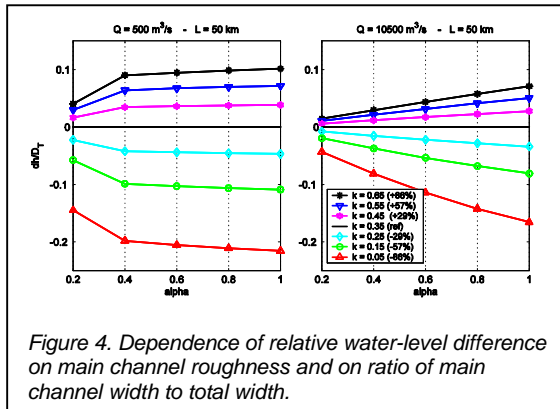 Q = 500 m³/s - L = 50 km
Q = 10500 m³/s - L = 50 km
0.1
0
-0.1
-0.2
dh/D_T
0.2 0.4 0.6 0.8 1
alpha
0.1
0
-0.1
-0.2
k = 0.65 (+86%)
k = 0.55 (+57%)
k = 0.45 (+29%)
k = 0.35 (ref)
k = 0.25 (-29%)
k = 0.15 (-57%)
k = 0.05 (-86%)
0.2 0.4 0.6 0.8 1
alpha
Figure 4. Dependence of relative water-level difference
on main channel roughness and on ratio of main
channel width to total width.